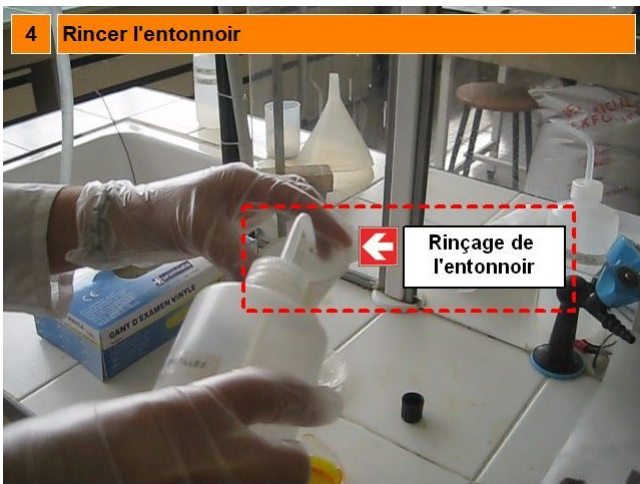 4 Rincer l'entonnoir
Rinçage de
l'entonnoir
GANT D'EXAMEN VINYLE